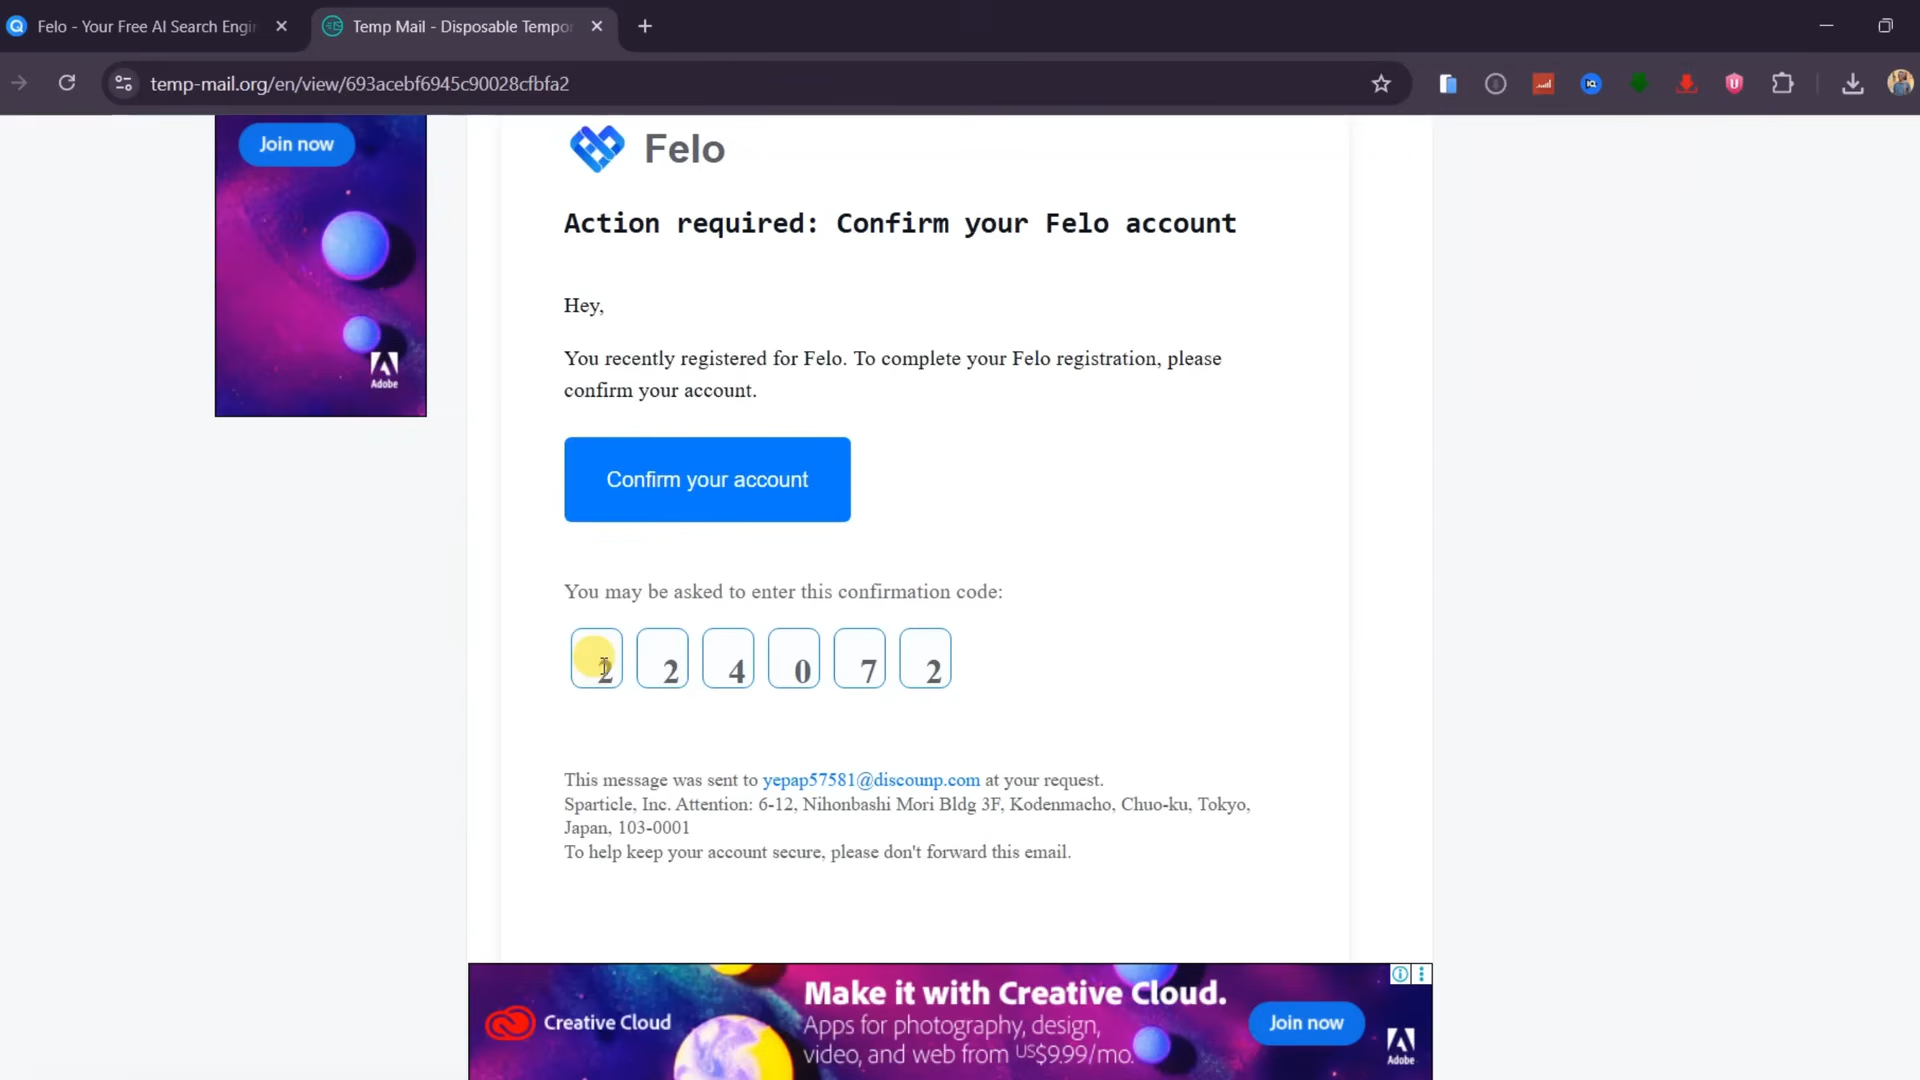 Felo - Your Free AI Search Engi
Temp Mail - Disposable Tempor
temp-mail.org/en/view/693acebf6945c90028cfbfa2
Join now
Adobe
Felo
Action required: Confirm your Felo account
Hey,
You recently registered for Felo. To complete your Felo registration, please
confirm your account.
Confirm your account
You may be asked to enter this confirmation code:
2 2 4 0 7 2
This message was sent to yepap57581@discounp.com at your request.
Sparticle, Inc. Attention: 6-12, Nihonbashi Mori Bldg 3F, Kodenmacho, Chuo-ku, Tokyo,
Japan, 103-0001
To help keep your account secure, please don't forward this email.
Creative Cloud
Make it with Creative Cloud.
Apps for photography, design,
video, and web from US$9.99/mo.
Join now
Adobe